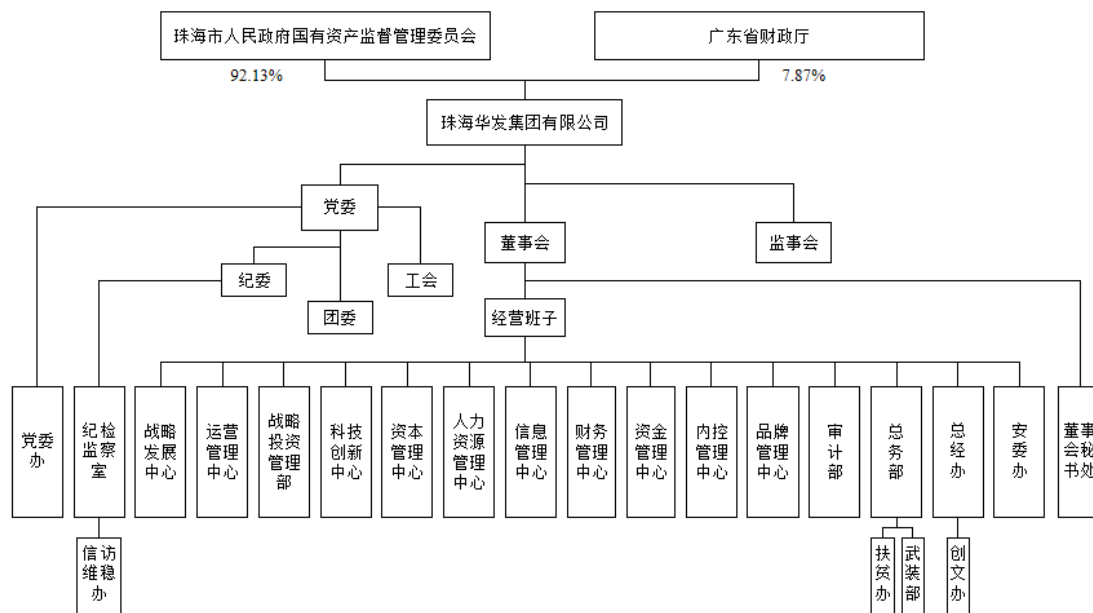 珠海市人民政府国有资产监督管理委员会
广东省财政厅
92.13%
7.87%
珠海华发集团有限公司
党委
董事会
监事会
纪委
工会
团委
经营班子
党委
办
纪检
监察
室
战略
发展
中心
运营
管理
中心
战略
投资
管理
部
科技
创新
中心
资本
管理
中心
人力
资源
管理
中心
信息
管理
中心
财务
管理
中心
资金
管理
中心
内控
管理
中心
品牌
管理
中心
审
计
部
总
务
部
总
经
办
安
委
办
董事
会秘
书处
信访
维稳
办
扶
贫
办
武
装
部
创
文
办